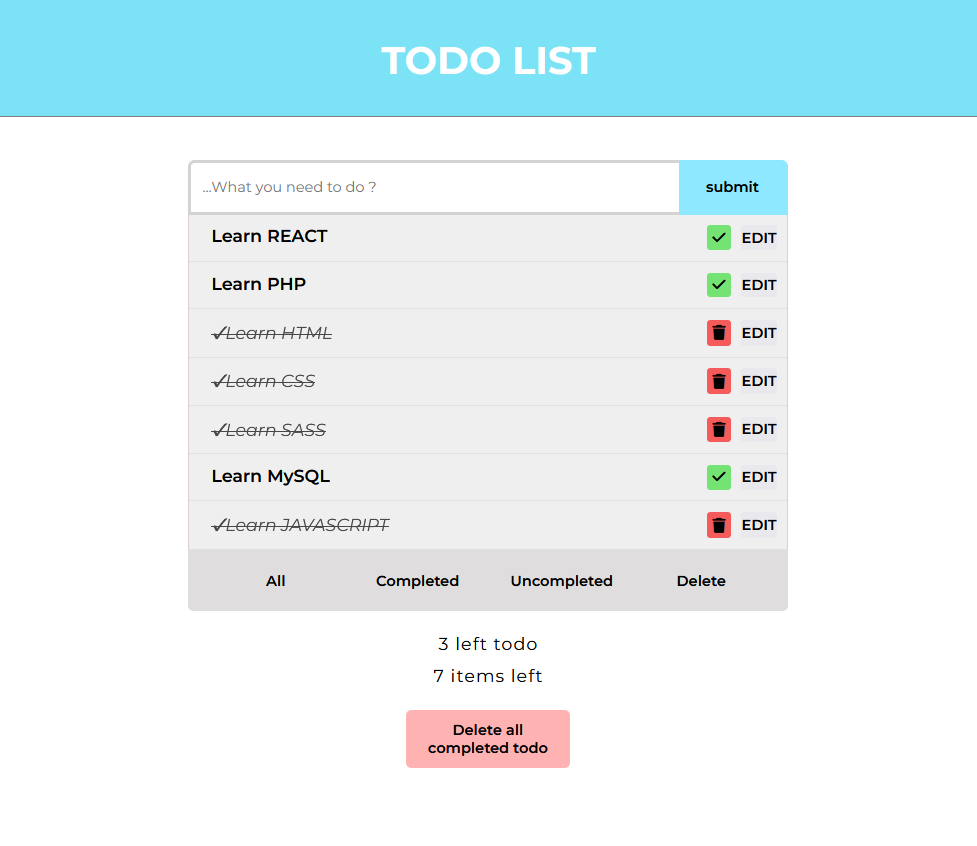 TODO LIST
...What you need to do ?
submit
Learn REACT
EDIT
Learn PHP
EDIT
✓Learn HTML
EDIT
✓Learn CSS
EDIT
✓Learn SASS
EDIT
Learn MySQL
EDIT
✓Learn JAVASCRIPT
EDIT
All
Completed
Uncompleted
Delete
3 left todo
7 items left
Delete all
completed todo